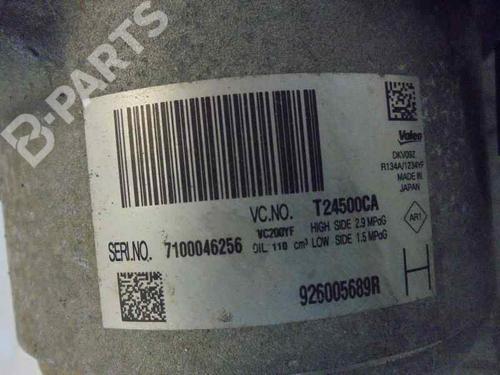 B-PARTS
Valeo
DKV09Z
R134A/1234YF
MADE IN
JAPAN
VC.NO. T24500CA
VC200YF HIGH SIDE 2.9 MPaG
SERI.NO. 7100046256 OIL 110 cm³ LOW SIDE 1.5 MPaG
AR1
H
926005689R